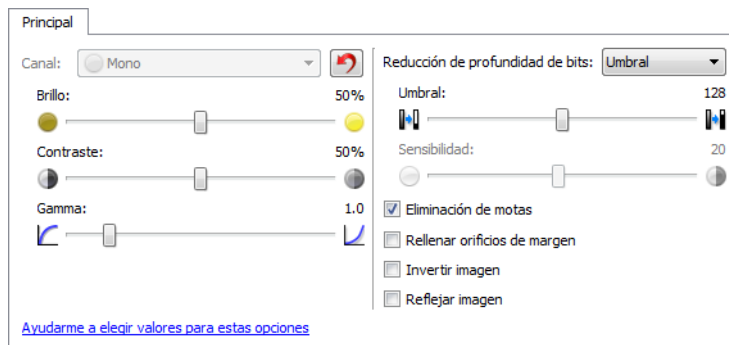 Principal
Canal:
Mono
Brillo:
50%
Contraste:
50%
Gamma:
1.0
Reducción de profundidad de bits:
Umbral
Umbral:
128
Sensibilidad:
20
Eliminación de motas
Rellenar orificios de margen
Invertir imagen
Reflejar imagen
Ayudarme a elegir valores para estas opciones